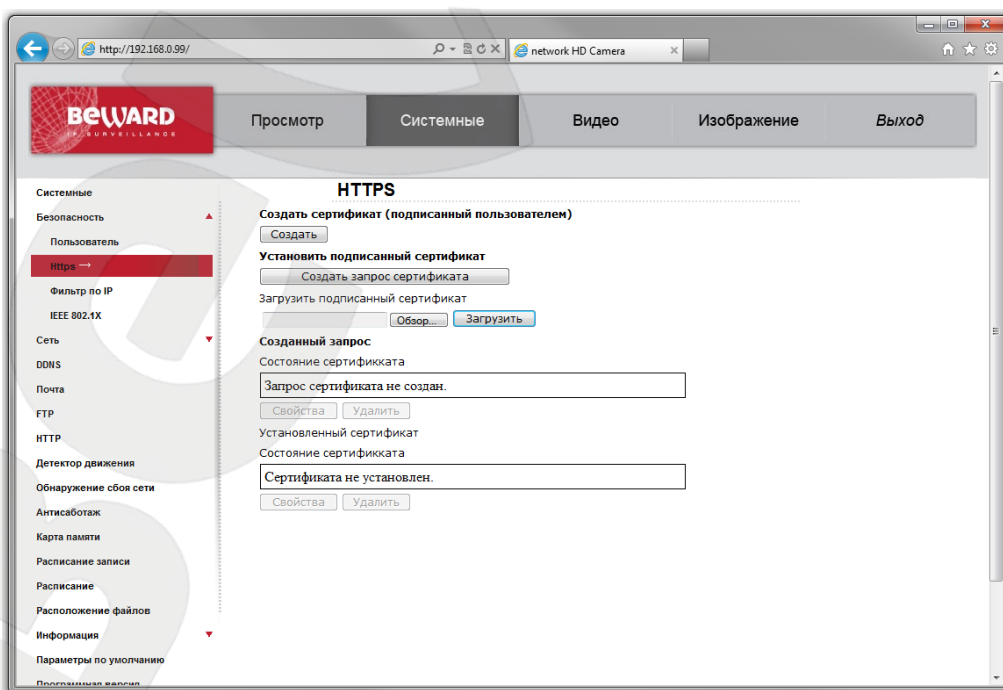 http://192.168.0.99/
network HD Camera
BEWARD
IP SURVEILLANCE
Просмотр
Системные
Видео
Изображение
Выход
Системные
Безопасность
Пользователь
Https →
Фильтр по IP
IEEE 802.1X
Сеть
DDNS
Почта
FTP
HTTP
Детектор движения
Обнаружение сбоя сети
Антисаботаж
Карта памяти
Расписание записи
Расписание
Расположение файлов
Информация
Параметры по умолчанию
Программная версия
HTTPS
Создать сертификат (подписанный пользователем)
Создать
Установить подписанный сертификат
Создать запрос сертификата
Загрузить подписанный сертификат
Обзор... Загрузить
Созданный запрос
Состояние сертификката
Запрос сертификата не создан.
Свойства Удалить
Установленный сертификат
Состояние сертификката
Сертификата не установлен.
Свойства Удалить